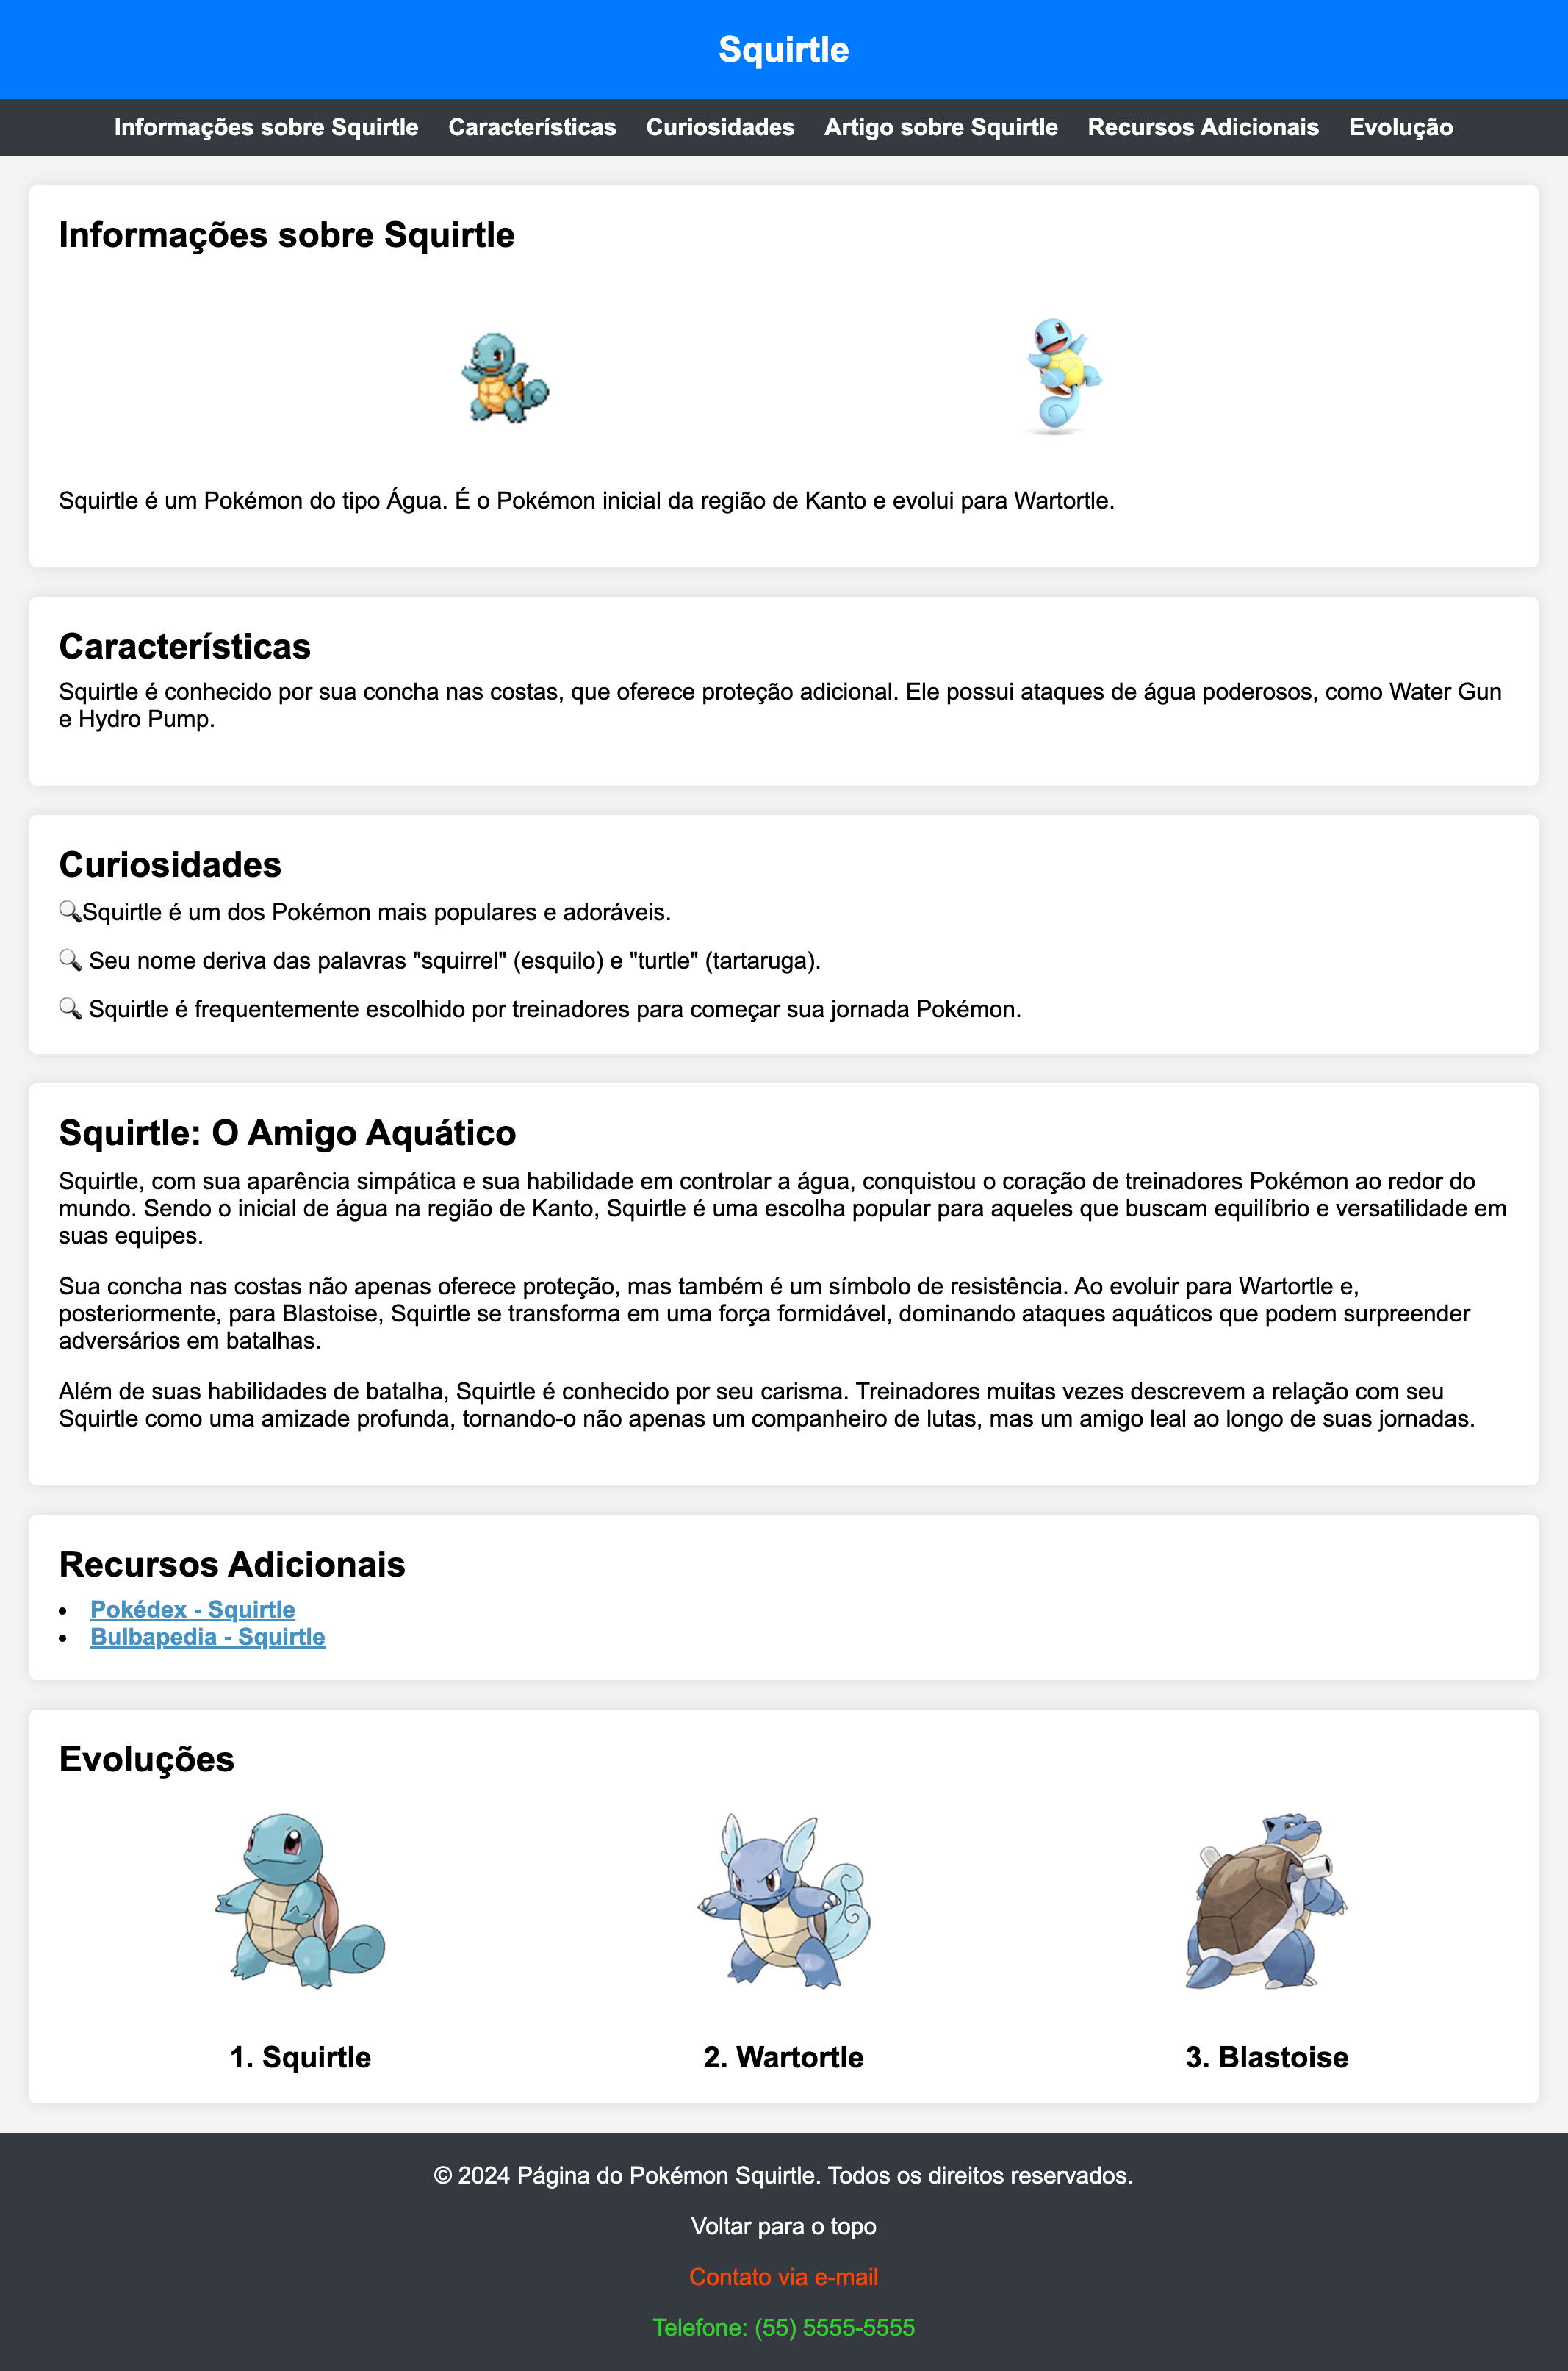 Squirtle
Informações sobre Squirtle Características Curiosidades Artigo sobre Squirtle Recursos Adicionais Evolução
Informações sobre Squirtle
Squirtle é um Pokémon do tipo Água. É o Pokémon inicial da região de Kanto e evolui para Wartortle.
Características
Squirtle é conhecido por sua concha nas costas, que oferece proteção adicional. Ele possui ataques de água poderosos, como Water Gun
e Hydro Pump.
Curiosidades
🔍Squirtle é um dos Pokémon mais populares e adoráveis.
🔍 Seu nome deriva das palavras "squirrel" (esquilo) e "turtle" (tartaruga).
🔍 Squirtle é frequentemente escolhido por treinadores para começar sua jornada Pokémon.
Squirtle: O Amigo Aquático
Squirtle, com sua aparência simpática e sua habilidade em controlar a água, conquistou o coração de treinadores Pokémon ao redor do
mundo. Sendo o inicial de água na região de Kanto, Squirtle é uma escolha popular para aqueles que buscam equilíbrio e versatilidade em
suas equipes.
Sua concha nas costas não apenas oferece proteção, mas também é um símbolo de resistência. Ao evoluir para Wartortle e,
posteriormente, para Blastoise, Squirtle se transforma em uma força formidável, dominando ataques aquáticos que podem surpreender
adversários em batalhas.
Além de suas habilidades de batalha, Squirtle é conhecido por seu carisma. Treinadores muitas vezes descrevem a relação com seu
Squirtle como uma amizade profunda, tornando-o não apenas um companheiro de lutas, mas um amigo leal ao longo de suas jornadas.
Recursos Adicionais
• Pokédex - Squirtle
• Bulbapedia - Squirtle
Evoluções
1. Squirtle 2. Wartortle 3. Blastoise
© 2024 Página do Pokémon Squirtle. Todos os direitos reservados.
Voltar para o topo
Contato via e-mail
Telefone: (55) 5555-5555